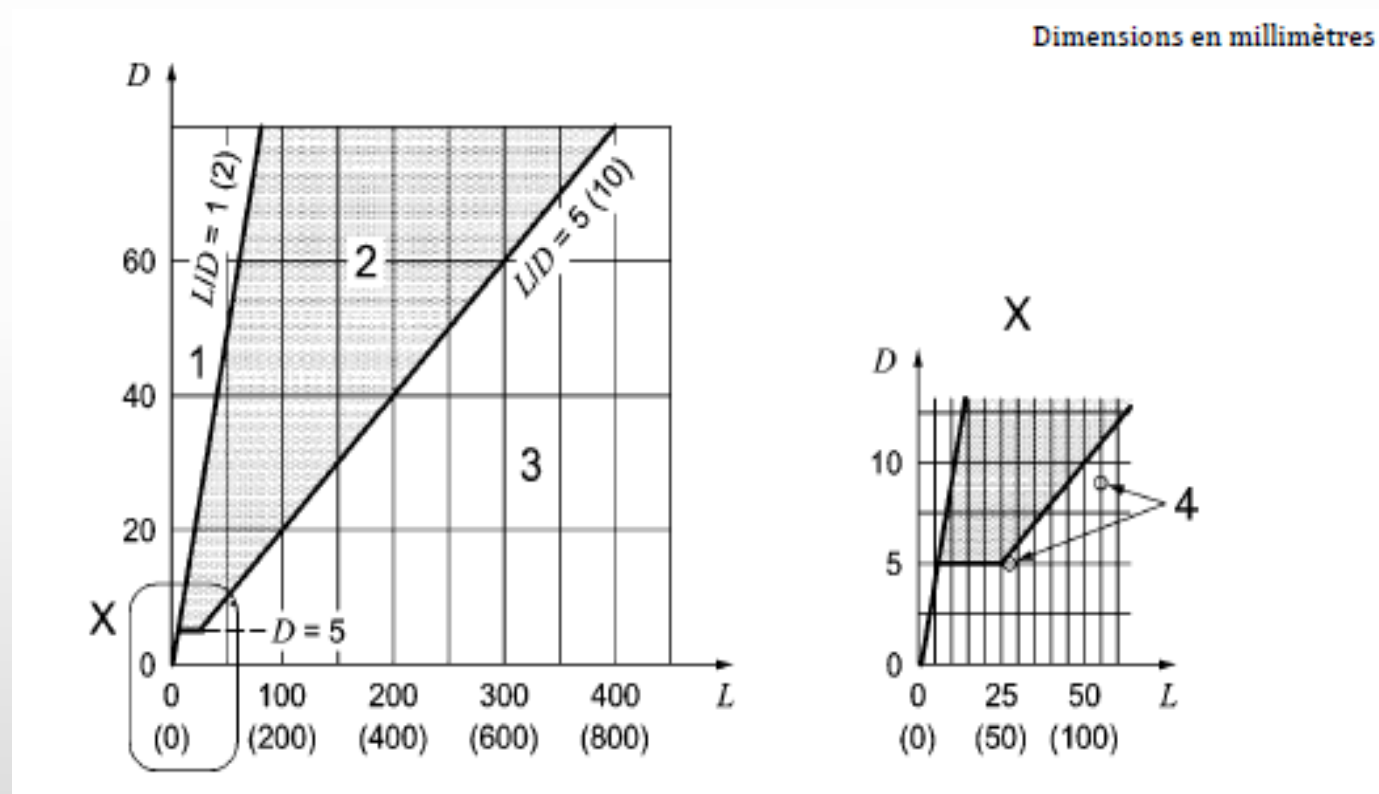 Dimensions en millimètres
D
L/D = 1 (2)
2
L/D = 5 (10)
60
1
40
3
20
X
D = 5
0
0 100 200 300 400 L
(0) (200) (400) (600) (800)
X
D
10
4
5
0
0 25 50 L
(0) (50) (100)